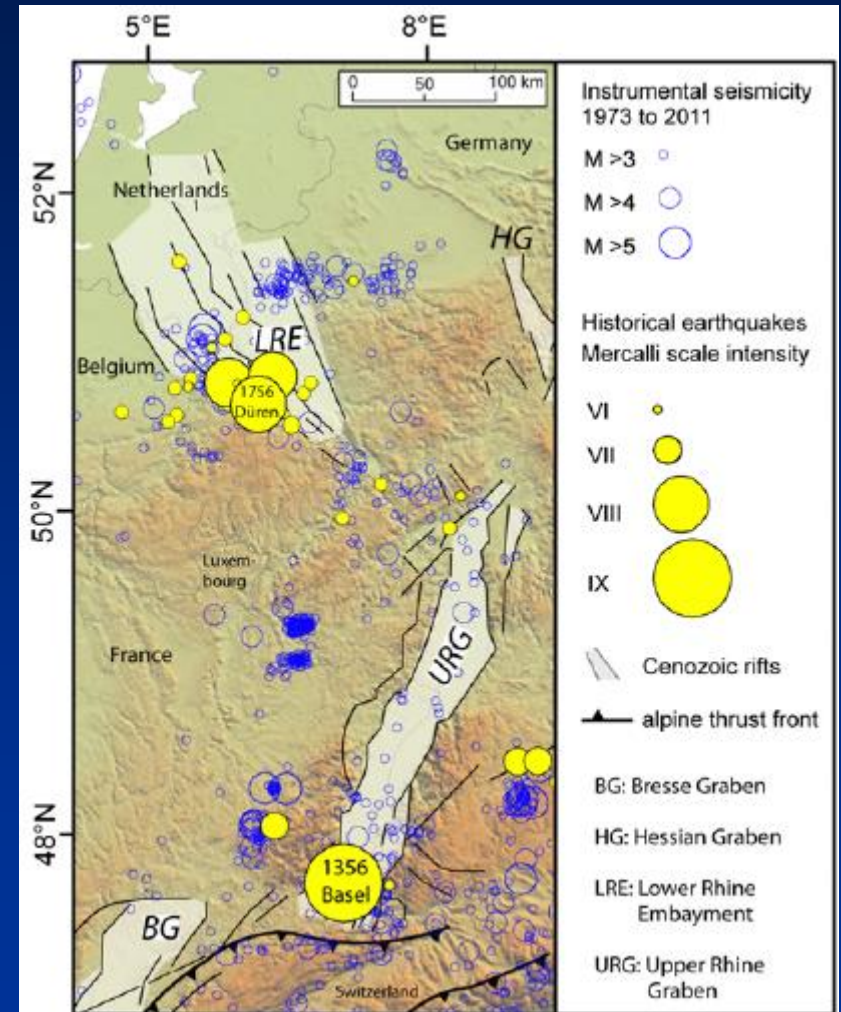 5°E
8°E
0 50 100 km
Germany
52°N
Netherlands
HG
LRE
Belgium
1756
Düren
50°N
Luxem-
bourg
France
URG
48°N
1356
Basel
BG
Switzerland
Instrumental seismicity
1973 to 2011
M >3
M >4
M >5
Historical earthquakes
Mercalli scale intensity
VI
VII
VIII
IX
Cenozoic rifts
alpine thrust front
BG: Bresse Graben
HG: Hessian Graben
LRE: Lower Rhine
Embayment
URG: Upper Rhine
Graben